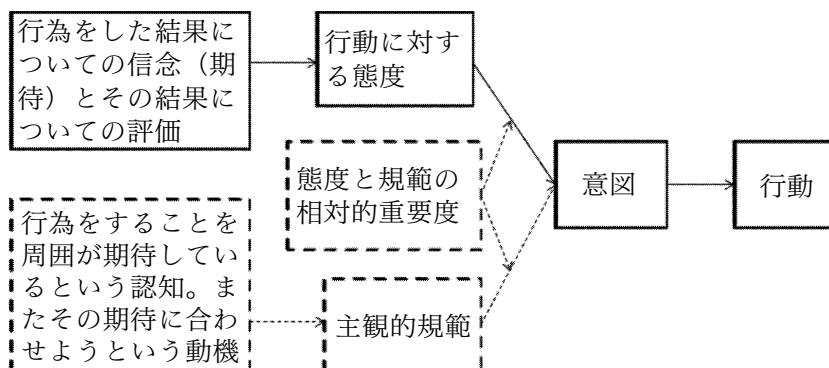 行為をした結果に
ついての信念（期
待）とその結果に
ついての評価
行動に対す
る態度
態度と規範の
相対的重要度
意図
行動
行為をすることを
周囲が期待してい
るという認知。ま
たその期待に合わ
せようという動機
主観的規範